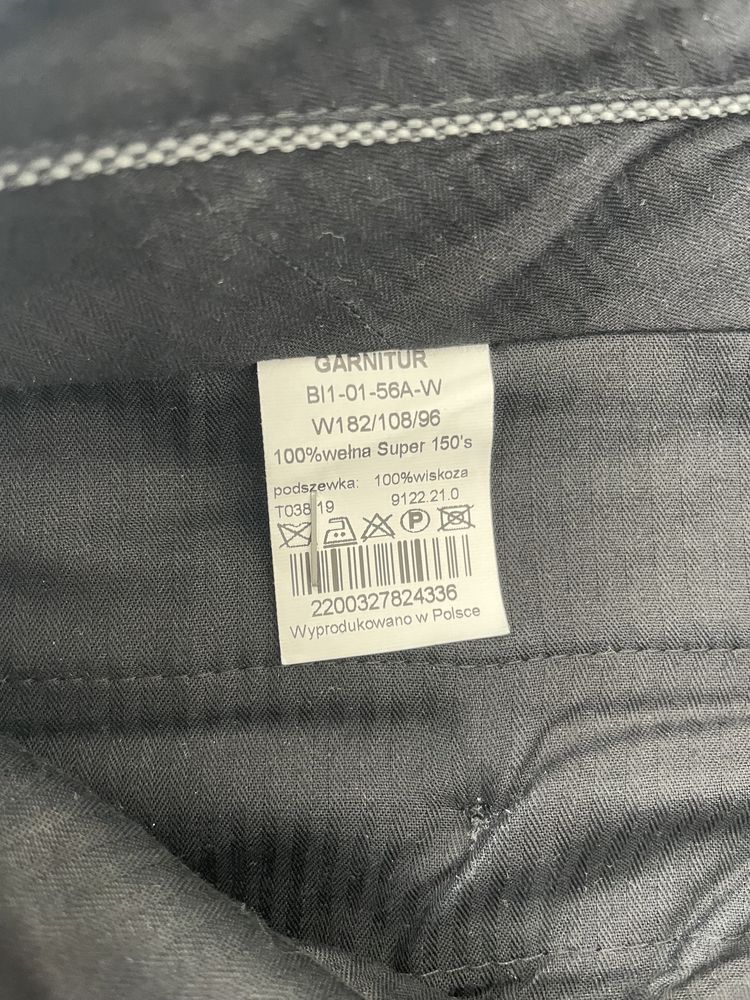 GARNITUR
BI1-01-56A-W
W182/108/96
100%wełna Super 150's
podszewka: 100%wiskoza
T038 19 9122.21.0
P
2200327824336
Wyprodukowano w Polsce